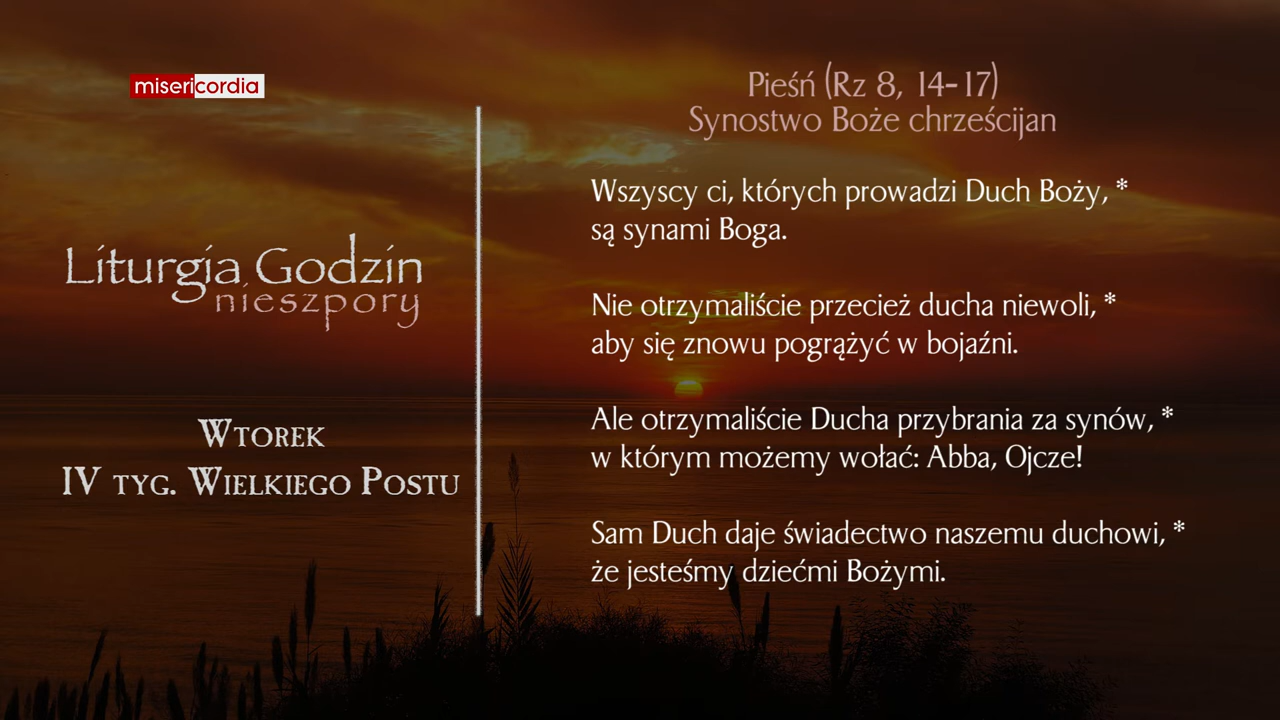 misericordia
Liturgia Godzin
nieszpory
Wtorek
IV tyg. Wielkiego Postu
Pieśń (Rz 8, 14-17)
Synostwo Boże chrześcijan
Wszyscy ci, których prowadzi Duch Boży, *
są synami Boga.
Nie otrzymaliście przecież ducha niewoli, *
aby się znowu pogrążyć w bojaźni.
Ale otrzymaliście Ducha przybrania za synów, *
w którym możemy wołać: Abba, Ojcze!
Sam Duch daje świadectwo naszemu duchowi, *
że jesteśmy dziećmi Bożymi.